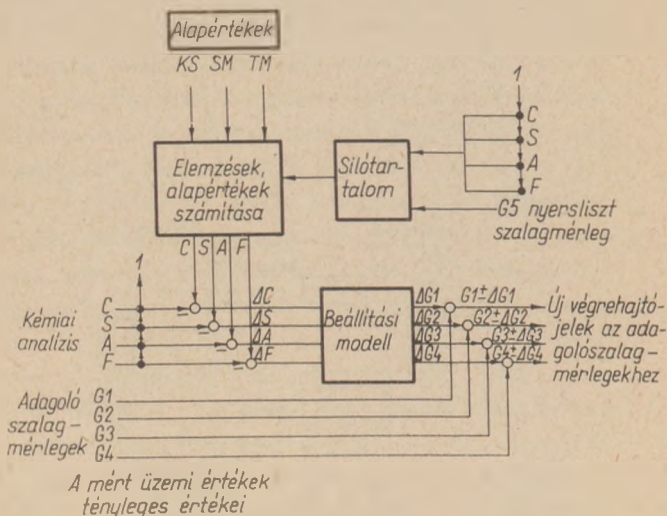 Alapértékek
KS SM TM
1
C
S
A
F
Elemzések,
alapértékek
számítása
Silótar-
talom
G5 nyersliszt
szalagmérleg
C S A F
1
Kémiai
analízis
C
S
A
F
ΔC
ΔS
ΔA
ΔF
Beállítási
modell
ΔG1
ΔG2
ΔG3
ΔG4
G1±ΔG1
G2±ΔG2
G3±ΔG3
G4±ΔG4
Új végrehajtó-
jelek az ada-
golószalag-
mérlegekhez
Adagoló
szalag-
mérlegek
G1
G2
G3
G4
A mért üzemi értékek
tényleges értékei